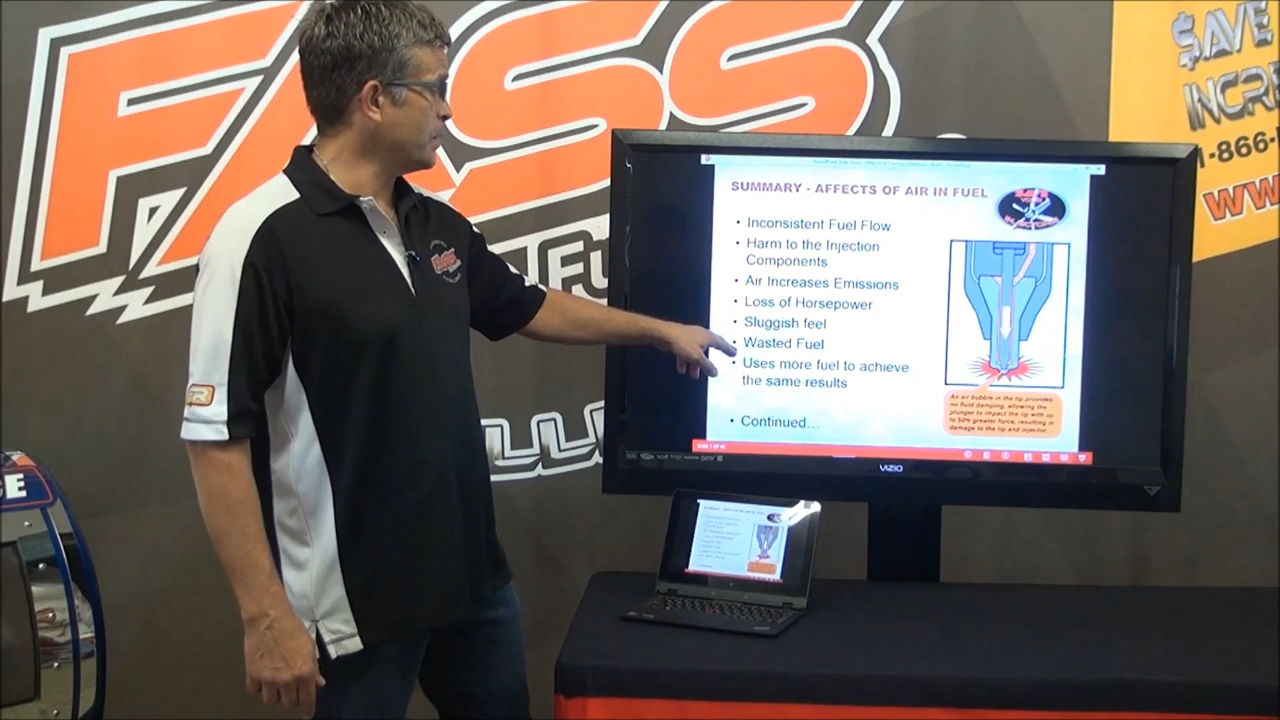 FASS
Fu
$AVE
INCRE
1-866-
WW
SUMMARY - AFFECTS OF AIR IN FUEL
• Inconsistent Fuel Flow
• Harm to the Injection
Components
• Air Increases Emissions
• Loss of Horsepower
• Sluggish feel
• Wasted Fuel
• Uses more fuel to achieve
the same results
• Continued...
An air bubble in the tip provides
no fluid damping, allowing the
plunger to impact the tip with up
to 50% greater force, resulting in
damage to the tip and injector.
VIZIO